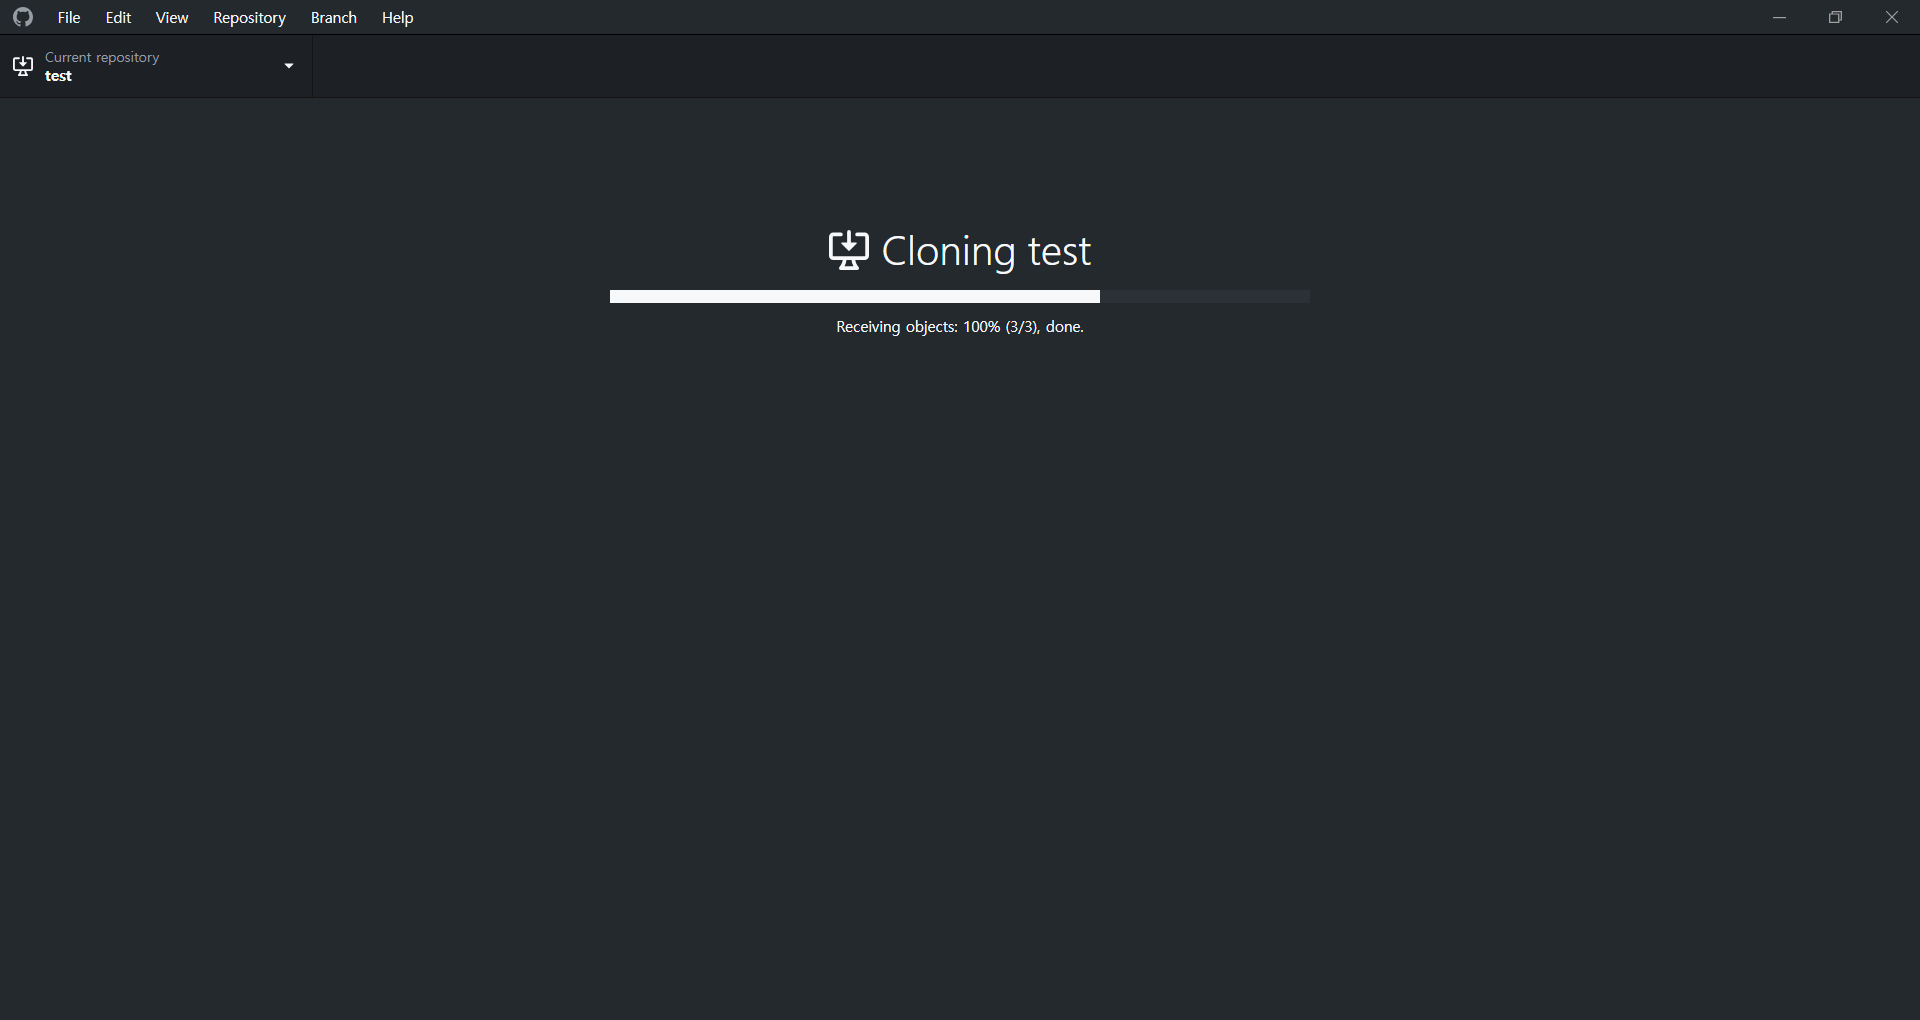 File Edit View Repository Branch Help
Current repository
test
Cloning test
Receiving objects: 100% (3/3), done.